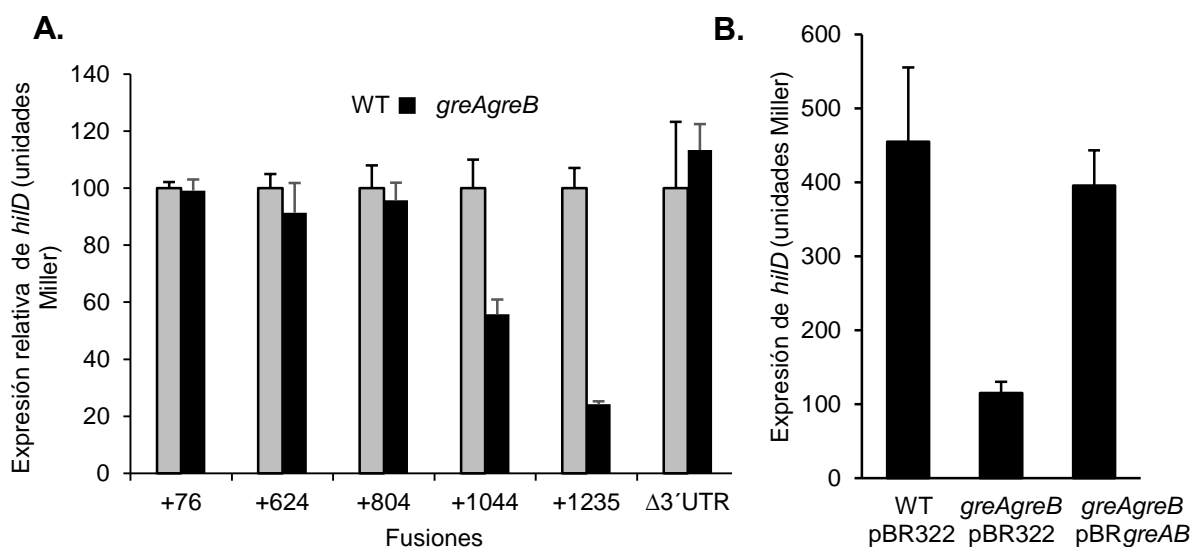 A.
Expresión relativa de hilD (unidades
Miller)
140
120
100
80
60
40
20
0
WT
greAgreB
+76
+624
+804
+1044
+1235
Δ3´UTR
Fusiones
B.
Expresión de hilD (unidades Miller)
600
500
400
300
200
100
0
WT
pBR322
greAgreB
pBR322
greAgreB
pBRgreAB